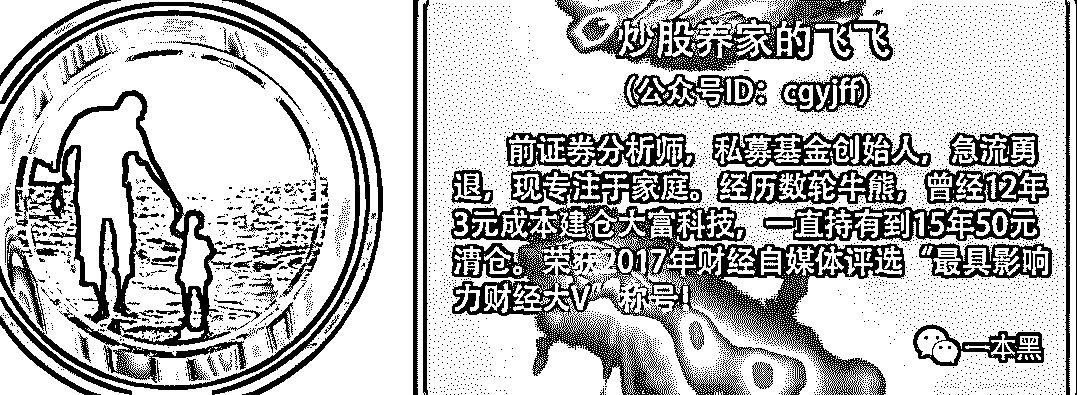 炒股养家的飞飞
（公众号ID：cgyjff）
前证券分析师，私募基金创始人，急流勇
退，现专注于家庭。经历数轮牛熊，曾经12年
3元成本建仓大富科技，一直持有到15年50元
清仓。荣获2017年财经自媒体评选“最具影响
力财经大V”称号！
一本黑